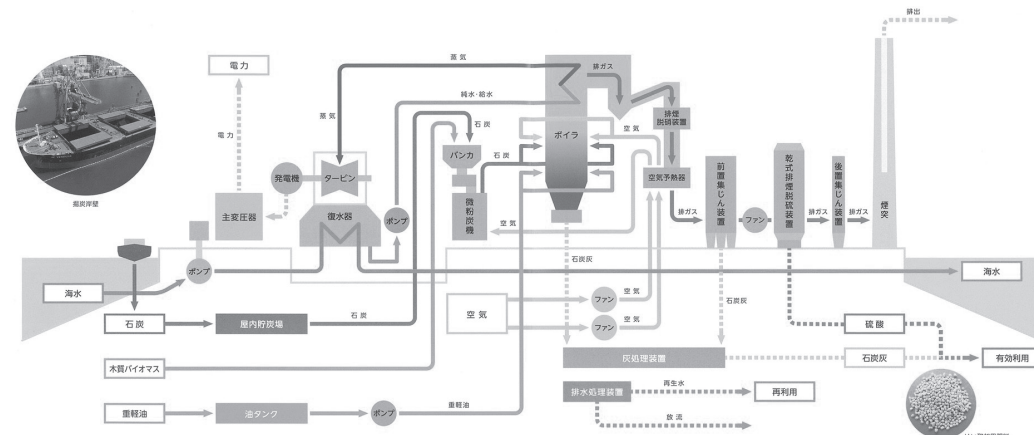 揚炭岸壁
電力
電力
蒸気
蒸気
純水・給水
石炭
バンカ
石炭
微粉炭機
ボイラ
排ガス
排煙脱硝装置
空気
空気予熱器
空気
排ガス
前置集じん装置
ファン
乾式排煙脱硫装置
排ガス
後置集じん装置
排ガス
煙突
排出
発電機
タービン
主変圧器
復水器
ポンプ
ポンプ
海水
海水
石炭
屋内貯炭場
石炭
木質バイオマス
重軽油
油タンク
ポンプ
重軽油
空気
ファン
空気
ファン
空気
石炭灰
石炭灰
灰処理装置
石炭灰
硫酸
有効利用
排水処理装置
再生水
再利用
放流